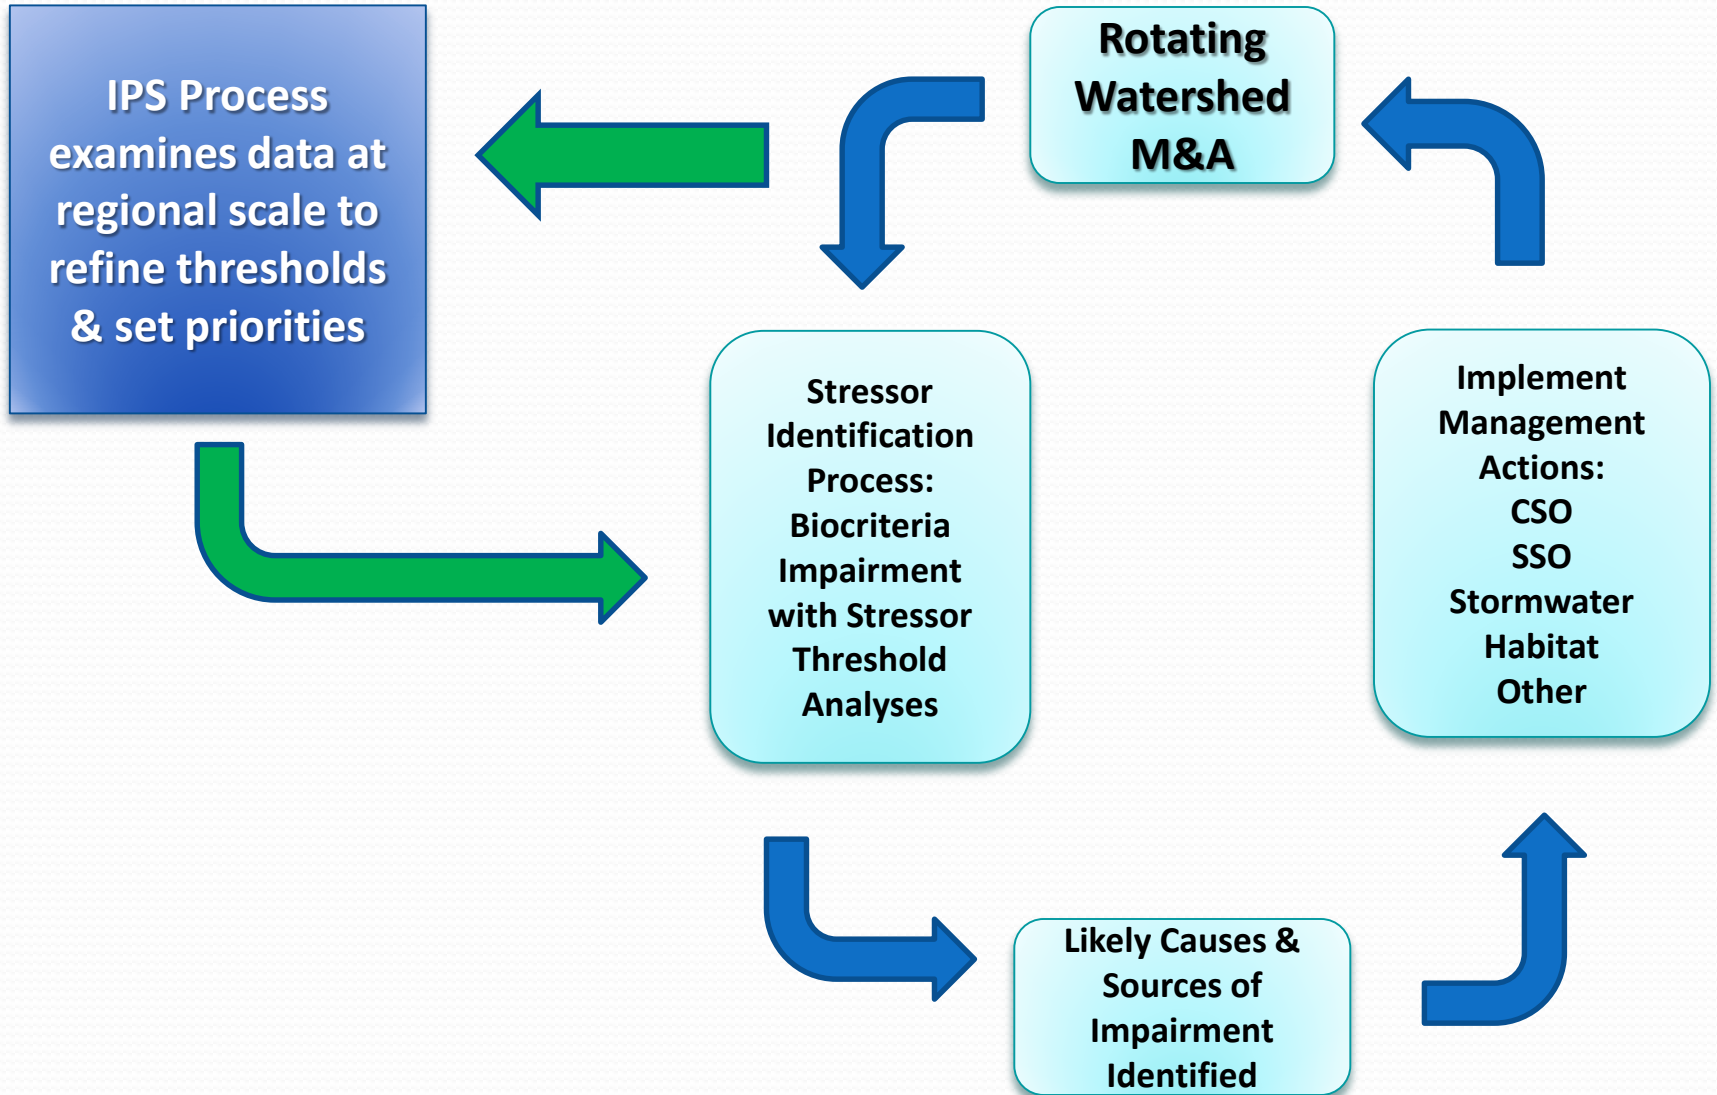 IPS Process
examines data at
regional scale to
refine thresholds
& set priorities
Rotating
Watershed
M&A
Stressor
Identification
Process:
Biocriteria
Impairment
with Stressor
Threshold
Analyses
Implement
Management
Actions:
CSO
SSO
Stormwater
Habitat
Other
Likely Causes &
Sources of
Impairment
Identified